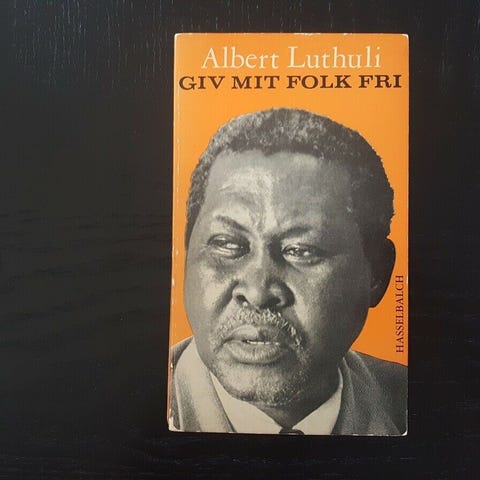 Albert Luthuli
GIV MIT FOLK FRI
HASSELBALCH